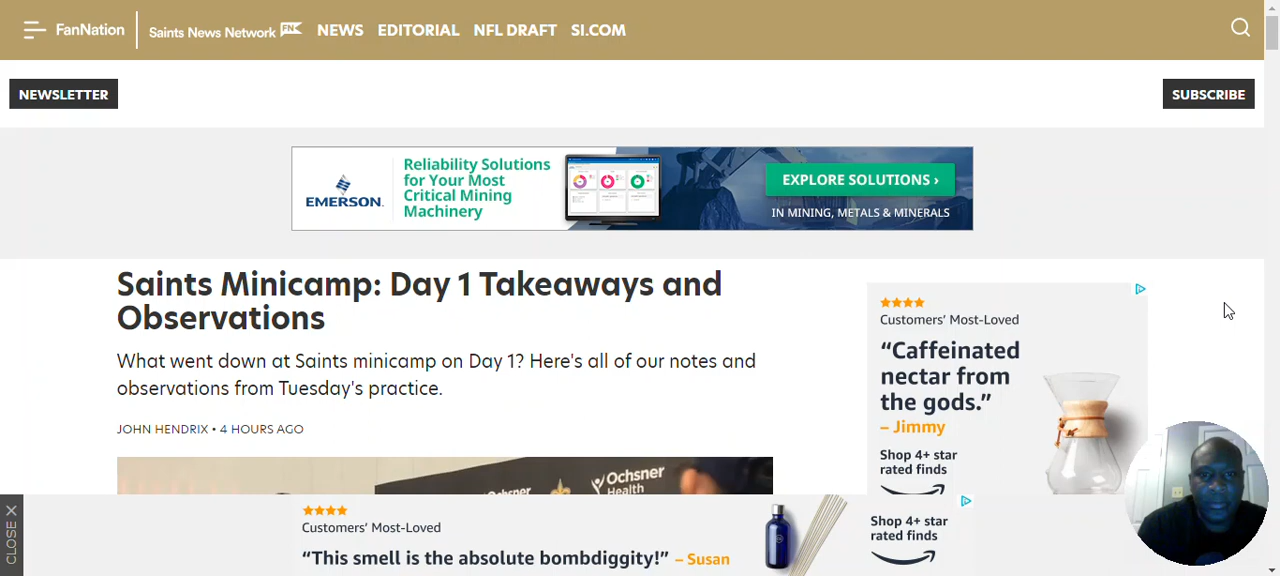 FanNation
Saints News Network FN
NEWS
EDITORIAL
NFL DRAFT
SI.COM
NEWSLETTER
SUBSCRIBE
EMERSON.
Reliability Solutions
for Your Most
Critical Mining
Machinery
EXPLORE SOLUTIONS ›
IN MINING, METALS & MINERALS
Saints Minicamp: Day 1 Takeaways and
Observations
What went down at Saints minicamp on Day 1? Here's all of our notes and
observations from Tuesday's practice.
JOHN HENDRIX • 4 HOURS AGO
Customers’ Most-Loved
“Caffeinated
nectar from
the gods.”
– Jimmy
Shop 4+ star
rated finds
Ochsner
Health
Ochsner
CLOSE X
Customers’ Most-Loved
“This smell is the absolute bombdiggity!” – Susan
Shop 4+ star
rated finds